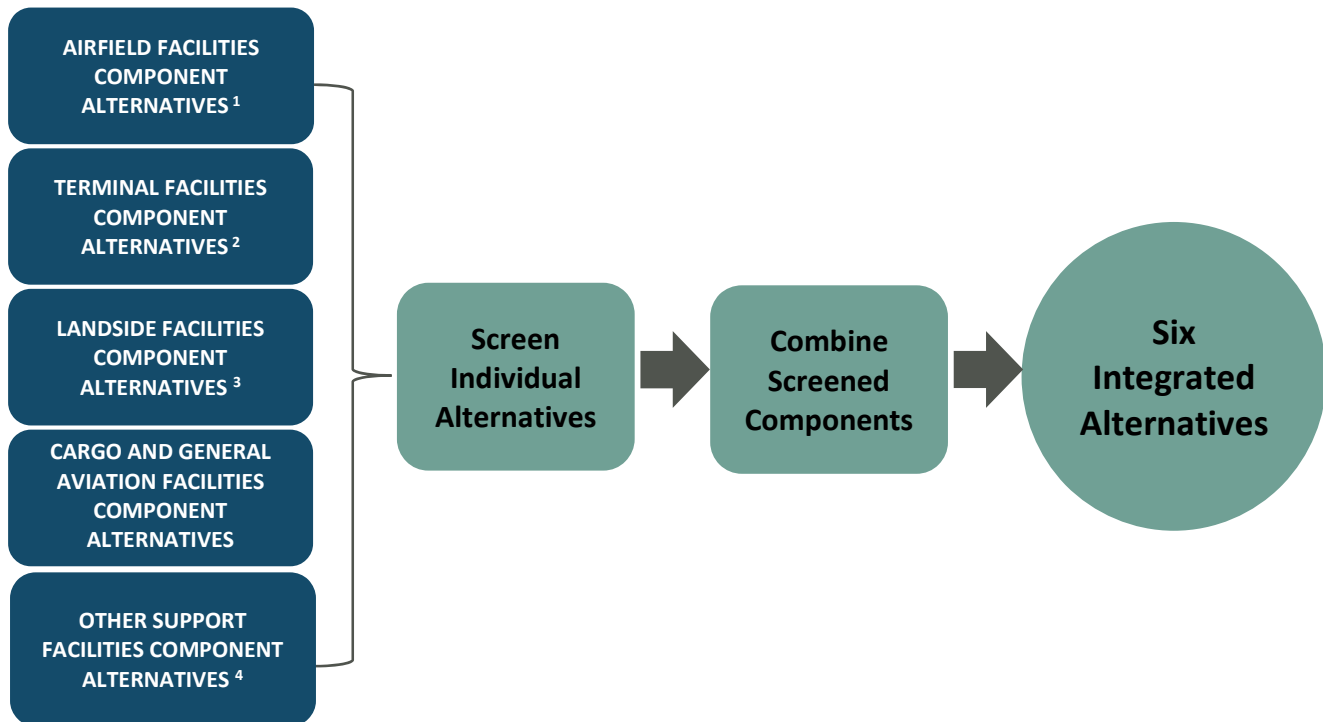 AIRFIELD FACILITIES
COMPONENT
ALTERNATIVES 1
TERMINAL FACILITIES
COMPONENT
ALTERNATIVES 2
LANDSIDE FACILITIES
COMPONENT
ALTERNATIVES 3
CARGO AND GENERAL
AVIATION FACILITIES
COMPONENT
ALTERNATIVES
OTHER SUPPORT
FACILITIES COMPONENT
ALTERNATIVES 4
Screen
Individual
Alternatives
Combine
Screened
Components
Six
Integrated
Alternatives